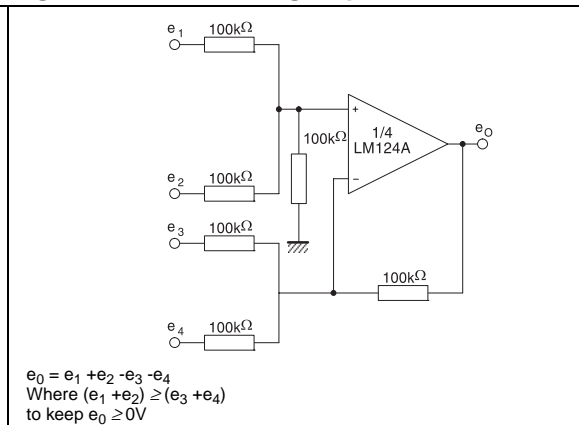 e1 100kΩ
100kΩ
1/4
LM124A
+
-
eO
e2 100kΩ
e3 100kΩ
100kΩ
e4 100kΩ
e0 = e1 +e2 -e3 -e4
Where (e1 +e2) ≥ (e3 +e4)
to keep e0 ≥ 0V